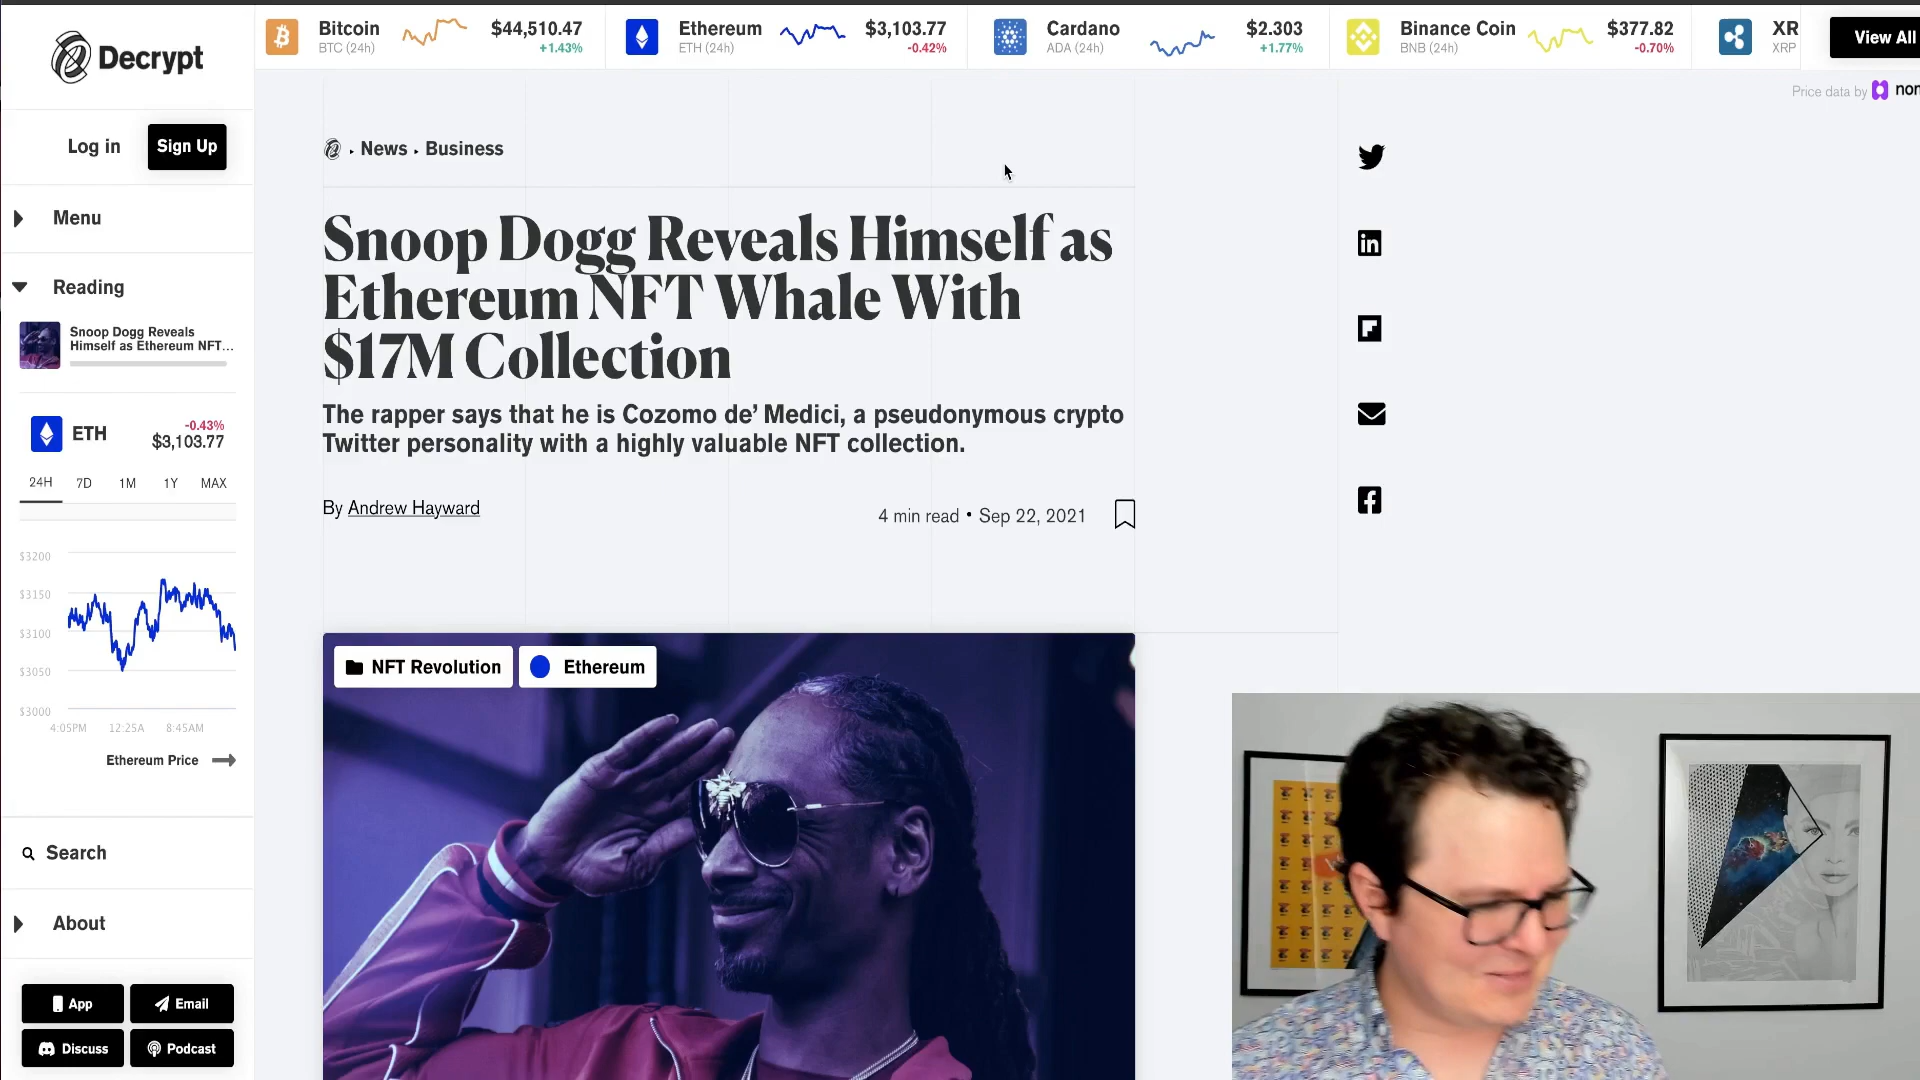 Decrypt
Bitcoin
BTC (24h)
$44,510.47
+1.43%
Ethereum
ETH (24h)
$3,103.77
-0.42%
Cardano
ADA (24h)
$2.303
+1.77%
Binance Coin
BNB (24h)
$377.82
-0.70%
XR
XRP
View All
Price data by nom
Log in
Sign Up
Menu
Reading
Snoop Dogg Reveals
Himself as Ethereum NFT...
ETH
-0.43%
$3,103.77
24H 7D 1M 1Y MAX
$3200
$3150
$3100
$3050
$3000
4:05PM 12:25A 8:45AM
Ethereum Price
Search
About
App
Email
Discuss
Podcast
News
Business
Snoop Dogg Reveals Himself as
Ethereum NFT Whale With
$17M Collection
The rapper says that he is Cozomo de’ Medici, a pseudonymous crypto
Twitter personality with a highly valuable NFT collection.
By Andrew Hayward
4 min read • Sep 22, 2021
NFT Revolution
Ethereum